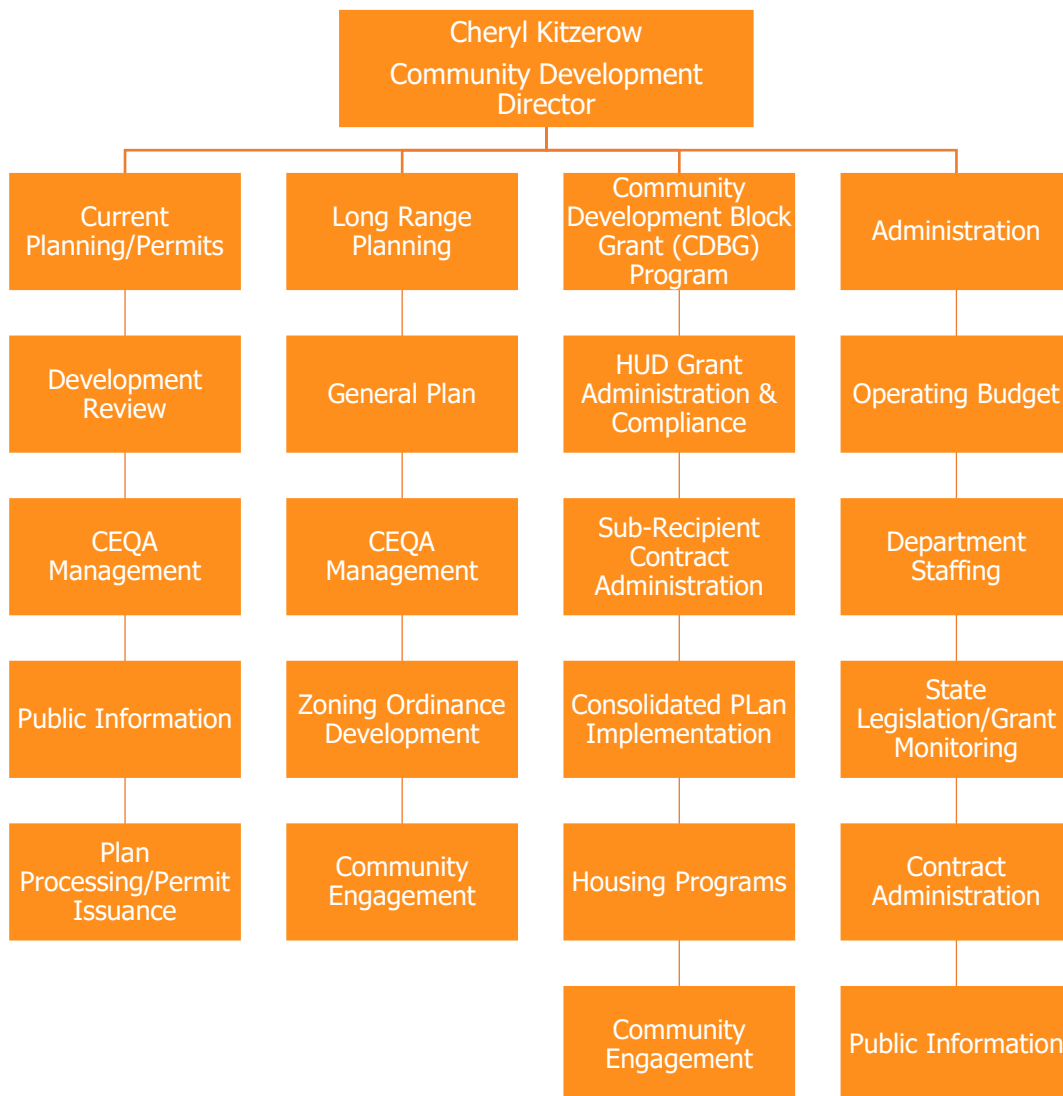 Cheryl Kitzerow
Community Development
Director
Current
Planning/Permits
Long Range
Planning
Community
Development Block
Grant (CDBG)
Program
Administration
Development
Review
General Plan
HUD Grant
Administration &
Compliance
Operating Budget
CEQA
Management
CEQA
Management
Sub-Recipient
Contract
Administration
Department
Staffing
Public Information
Zoning Ordinance
Development
Consolidated PLan
Implementation
State
Legislation/Grant
Monitoring
Plan
Processing/Permit
Issuance
Community
Engagement
Housing Programs
Contract
Administration
Community
Engagement
Public Information